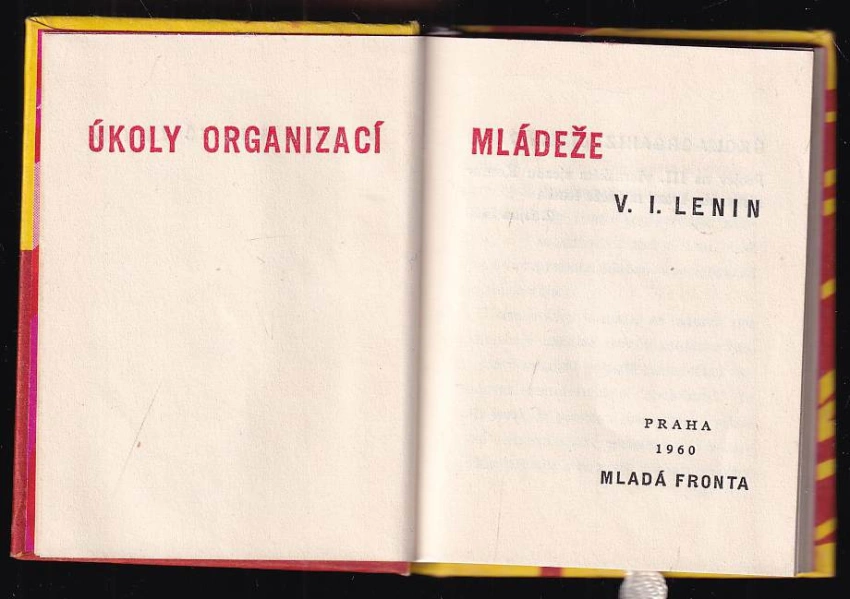 ÚKOLY ORGANIZACÍ MLÁDEŽE
V. I. LENIN
PRAHA
1960
MLADÁ FRONTA